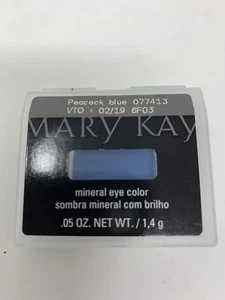 Peacock blue 077413
VTO : 02/19 6F03
MARY KAY
mineral eye color
sombra mineral com brilho
.05 OZ. NET WT. / 1,4 g